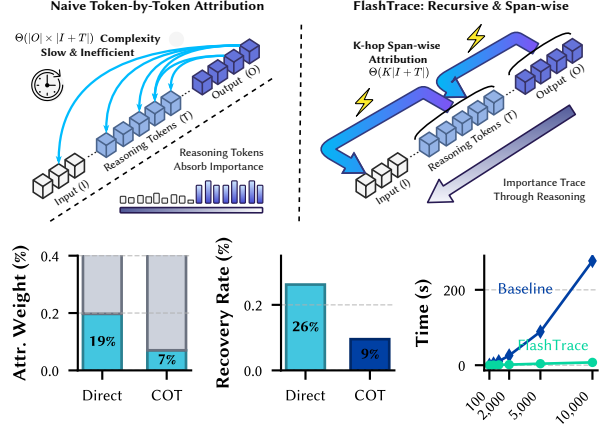 Naive Token-by-Token Attribution
Θ(|O| × |I + T|) Complexity
Slow & Inefficient
Output (O)
Reasoning Tokens (T)
Input (I)
Reasoning Tokens
Absorb Importance
FlashTrace: Recursive & Span-wise
K-hop Span-wise
Attribution
Θ(K|I + T|)
Output (O)
Reasoning Tokens (T)
Input (I)
Importance Trace
Through Reasoning
Attr. Weight (%)
0.4
0.2
0.0
19%
7%
Direct
COT
Recovery Rate (%)
0.2
0.0
26%
9%
Direct
COT
Time (s)
200
0
Baseline
FlashTrace
100
2,000
5,000
10,000